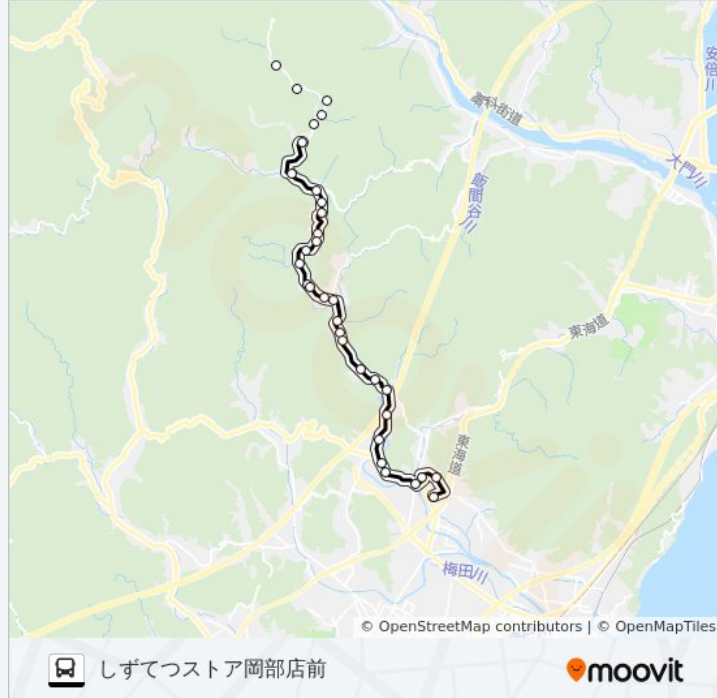 安倍川
藁科街道
大門川
飯間谷川
東海道
東海道
梅田川
© OpenStreetMap contributors | © OpenMapTiles
しずてつストア岡部店前
moovit